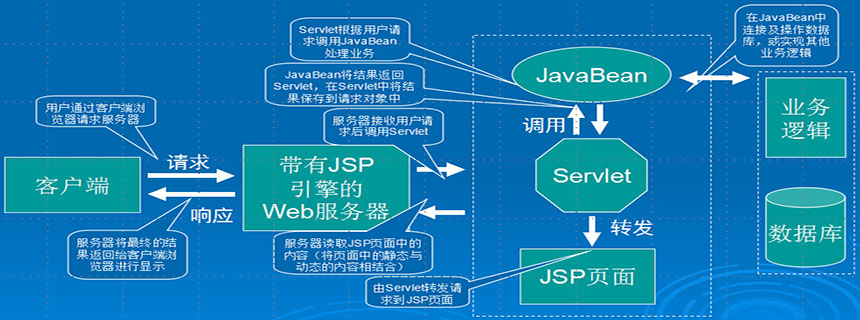 Servlet根据用户请
求调用JavaBean
处理业务
在JavaBean中
连接及操作数据
库，或实现其他
业务逻辑
JavaBean
JavaBean将结果返回
Servlet，在Servlet中将结
果保存到请求对象中
用户通过客户端浏
览器请求服务器
服务器接收用户请
求后调用Servlet
调用
业务
逻辑
请求
客户端
带有JSP
引擎的
Web服务器
Servlet
响应
转发
数据库
服务器将最终的结
果返回给客户端浏
览器进行显示
服务器读取JSP页面中的
内容（将页面中的静态与
动态的内容相结合）
JSP页面
由Servlet转发请
求到JSP页面